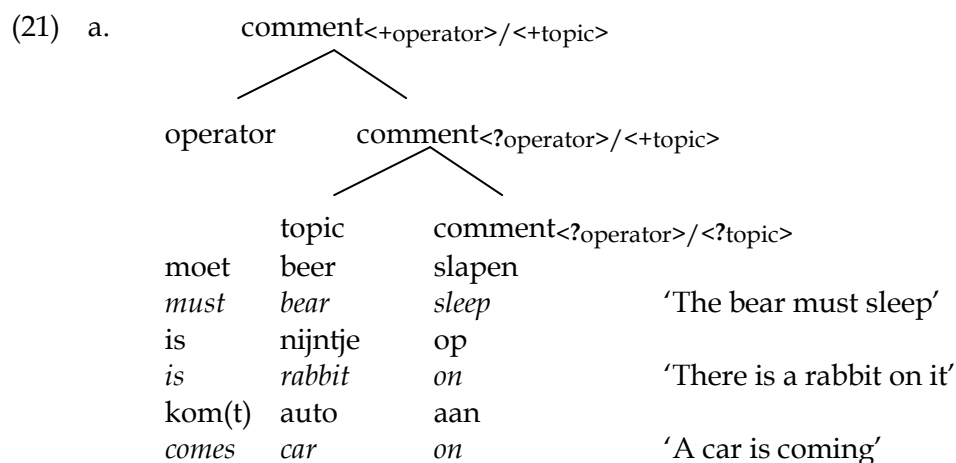 (21) a. comment<+operator>/<+topic>
operator comment<?operator>/<+topic>
topic comment<?operator>/<?topic>
moet beer slapen
must bear sleep ‘The bear must sleep’
is nijntje op
is rabbit on ‘There is a rabbit on it’
kom(t) auto aan
comes car on ‘A car is coming’